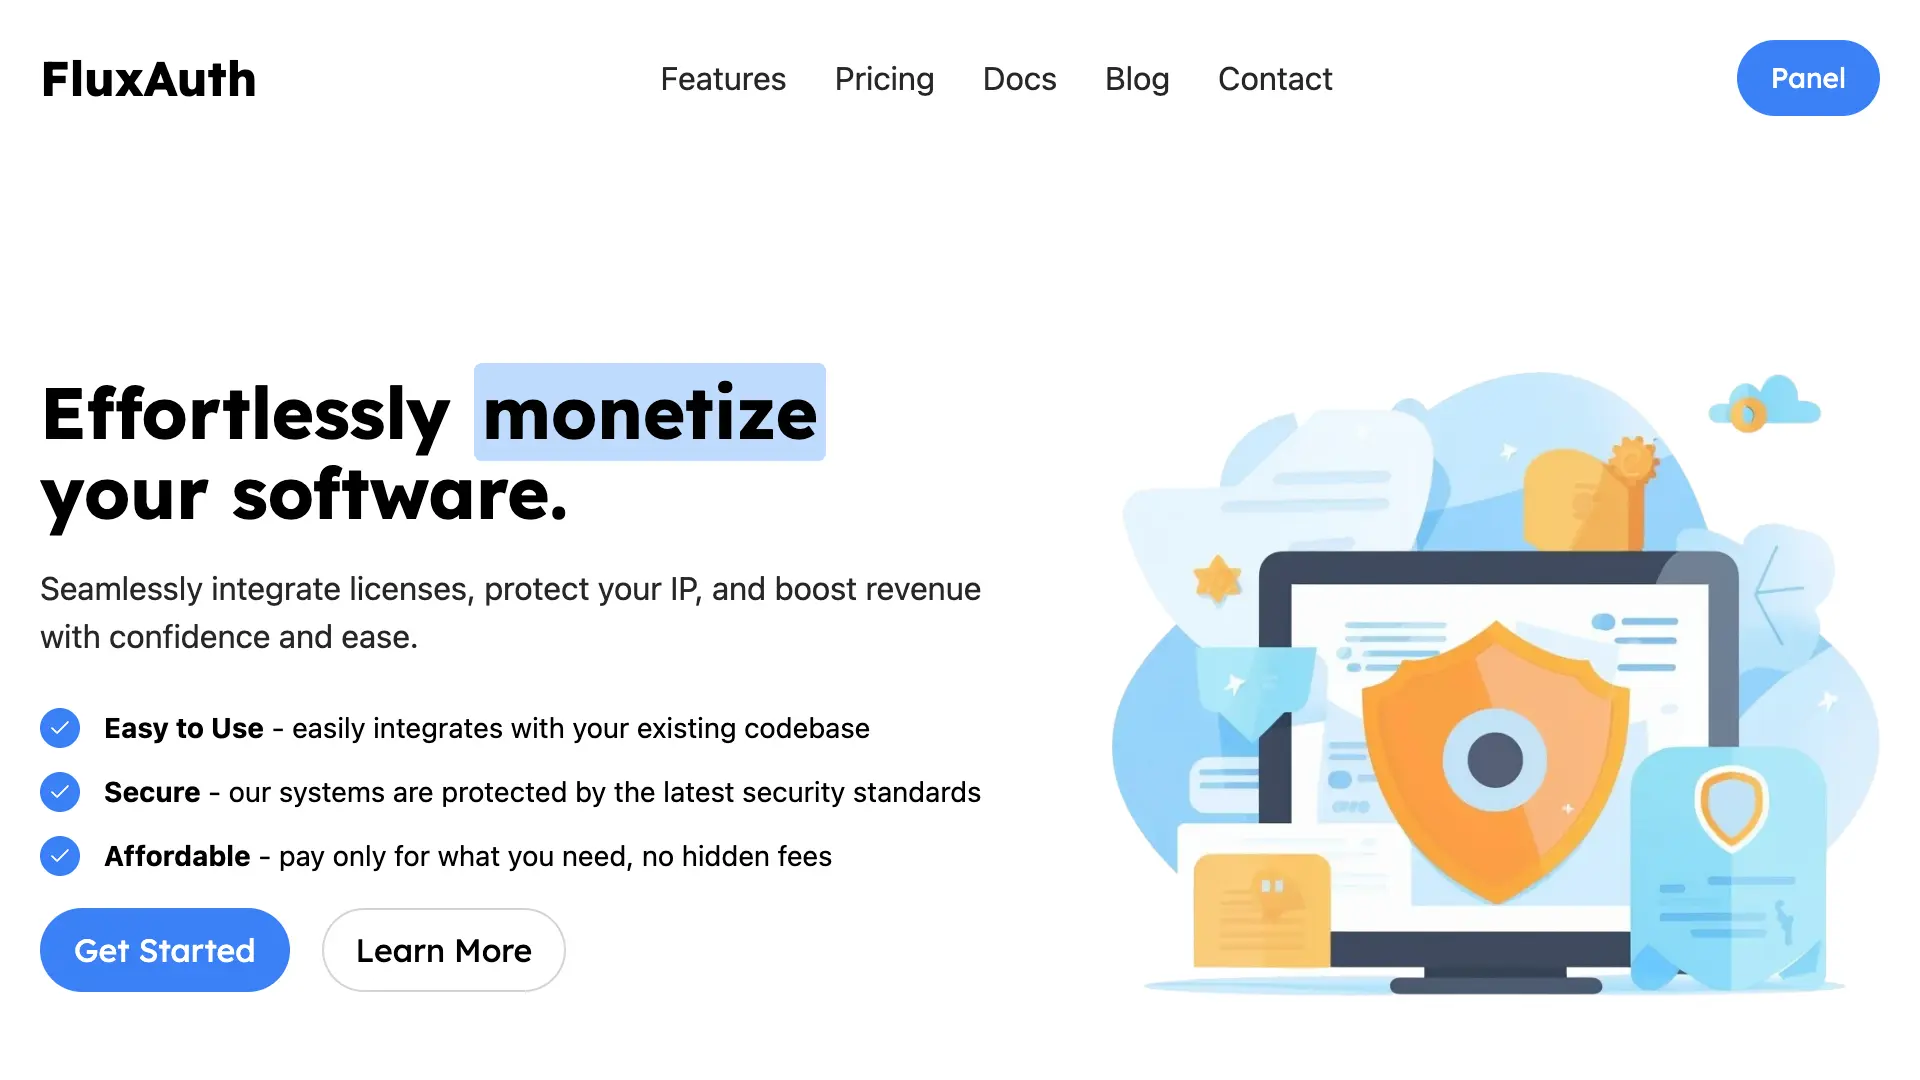 FluxAuth
Features
Pricing
Docs
Blog
Contact
Panel
Effortlessly monetize
your software.
Seamlessly integrate licenses, protect your IP, and boost revenue
with confidence and ease.
Easy to Use - easily integrates with your existing codebase
Secure - our systems are protected by the latest security standards
Affordable - pay only for what you need, no hidden fees
Get Started
Learn More